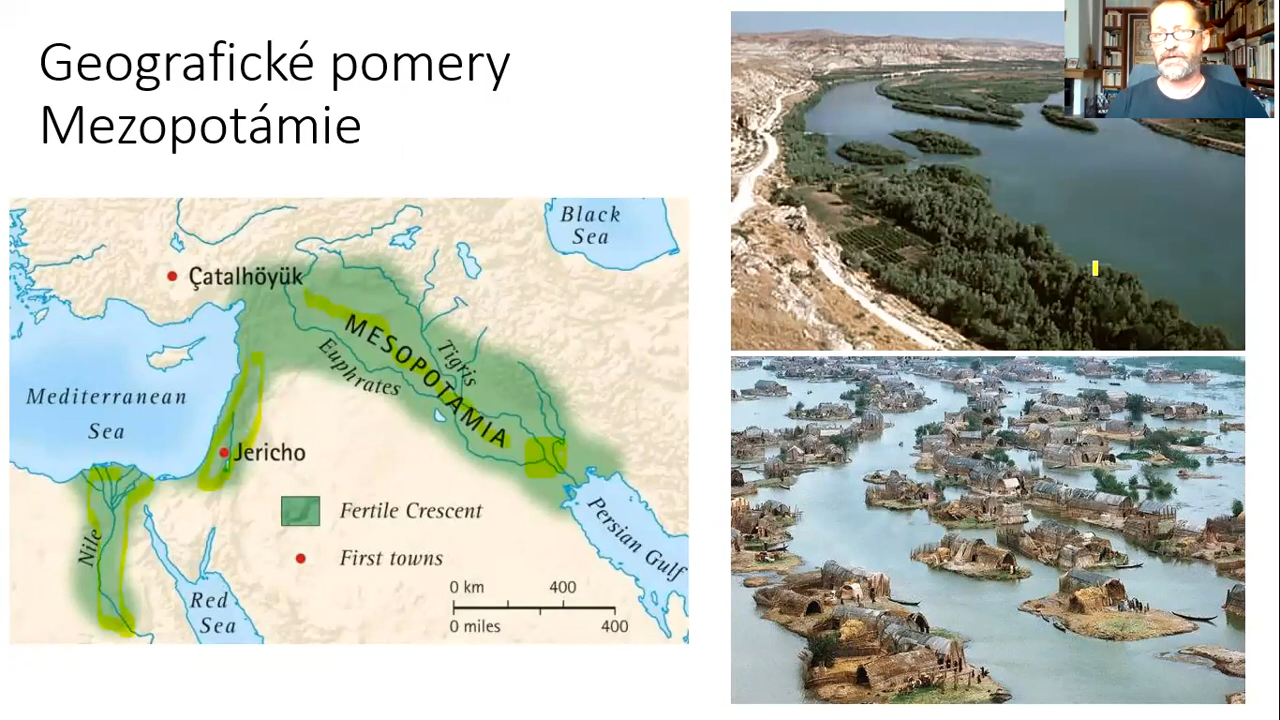 Geografické pomery
Mezopotámie
Black
Sea
Çatalhöyük
MESOPOTAMIA
Tigris
Euphrates
Mediterranean
Sea
Jericho
Fertile Crescent
Nile
Persian Gulf
First towns
0 km 400
Red
Sea
0 miles 400